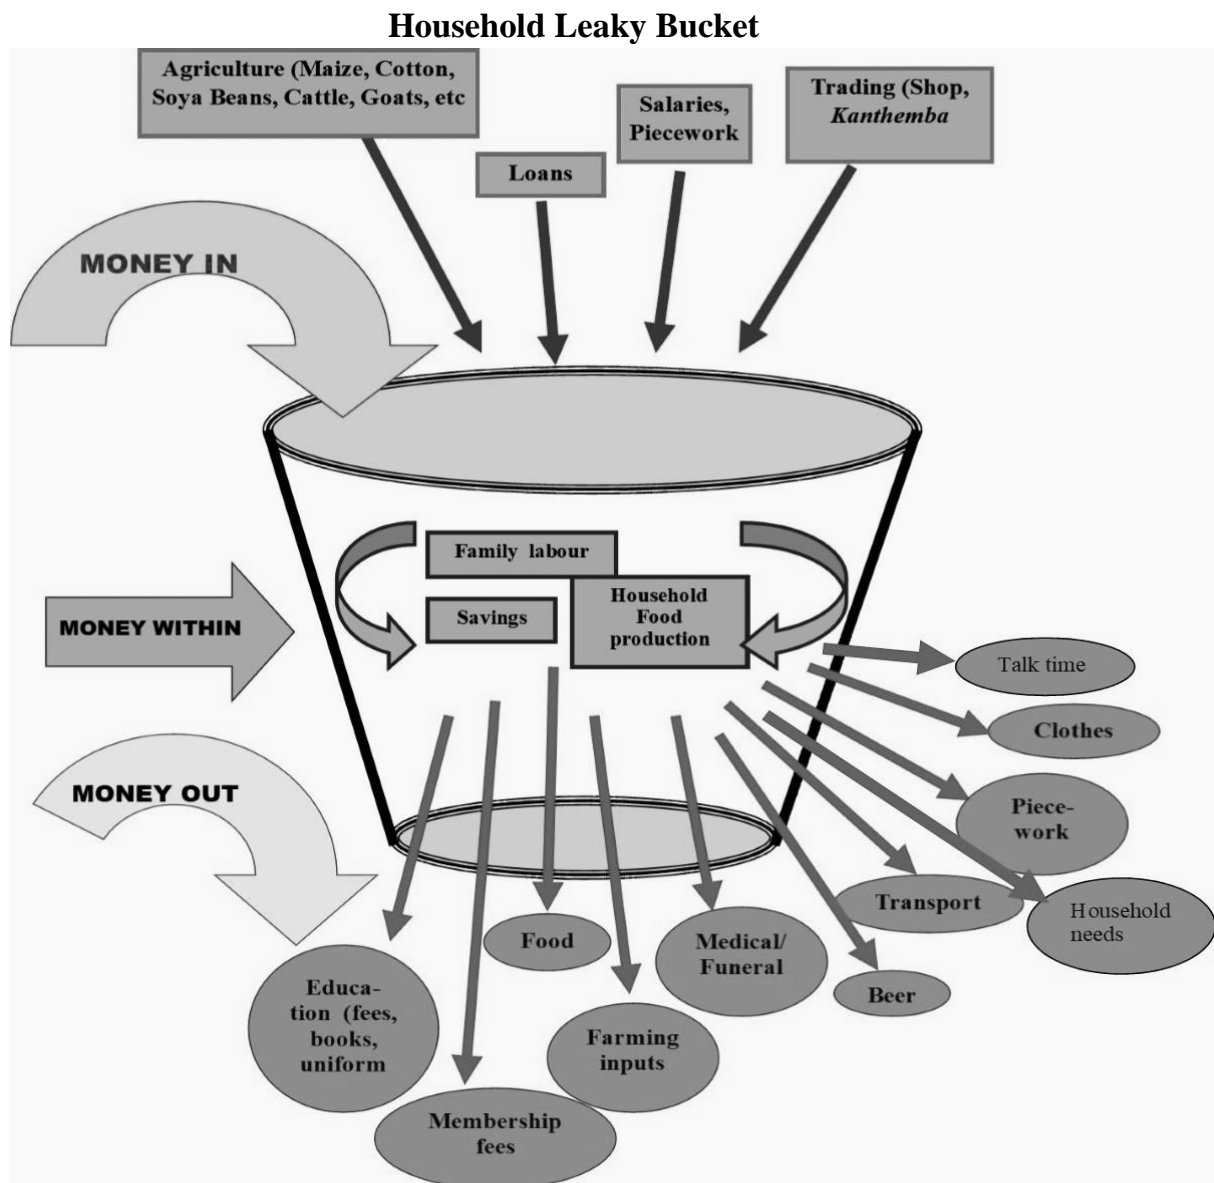 Household Leaky Bucket
Agriculture (Maize, Cotton,
Soya Beans, Cattle, Goats, etc
Loans
Salaries,
Piecework
Trading (Shop,
Kanthemba
MONEY IN
Family labour
Savings
Household
Food
production
MONEY WITHIN
Talk time
Clothes
Piece-
work
Transport
Household
needs
MONEY OUT
Food
Medical/
Funeral
Beer
Educa-
tion (fees,
books,
uniform
Farming
inputs
Membership
fees